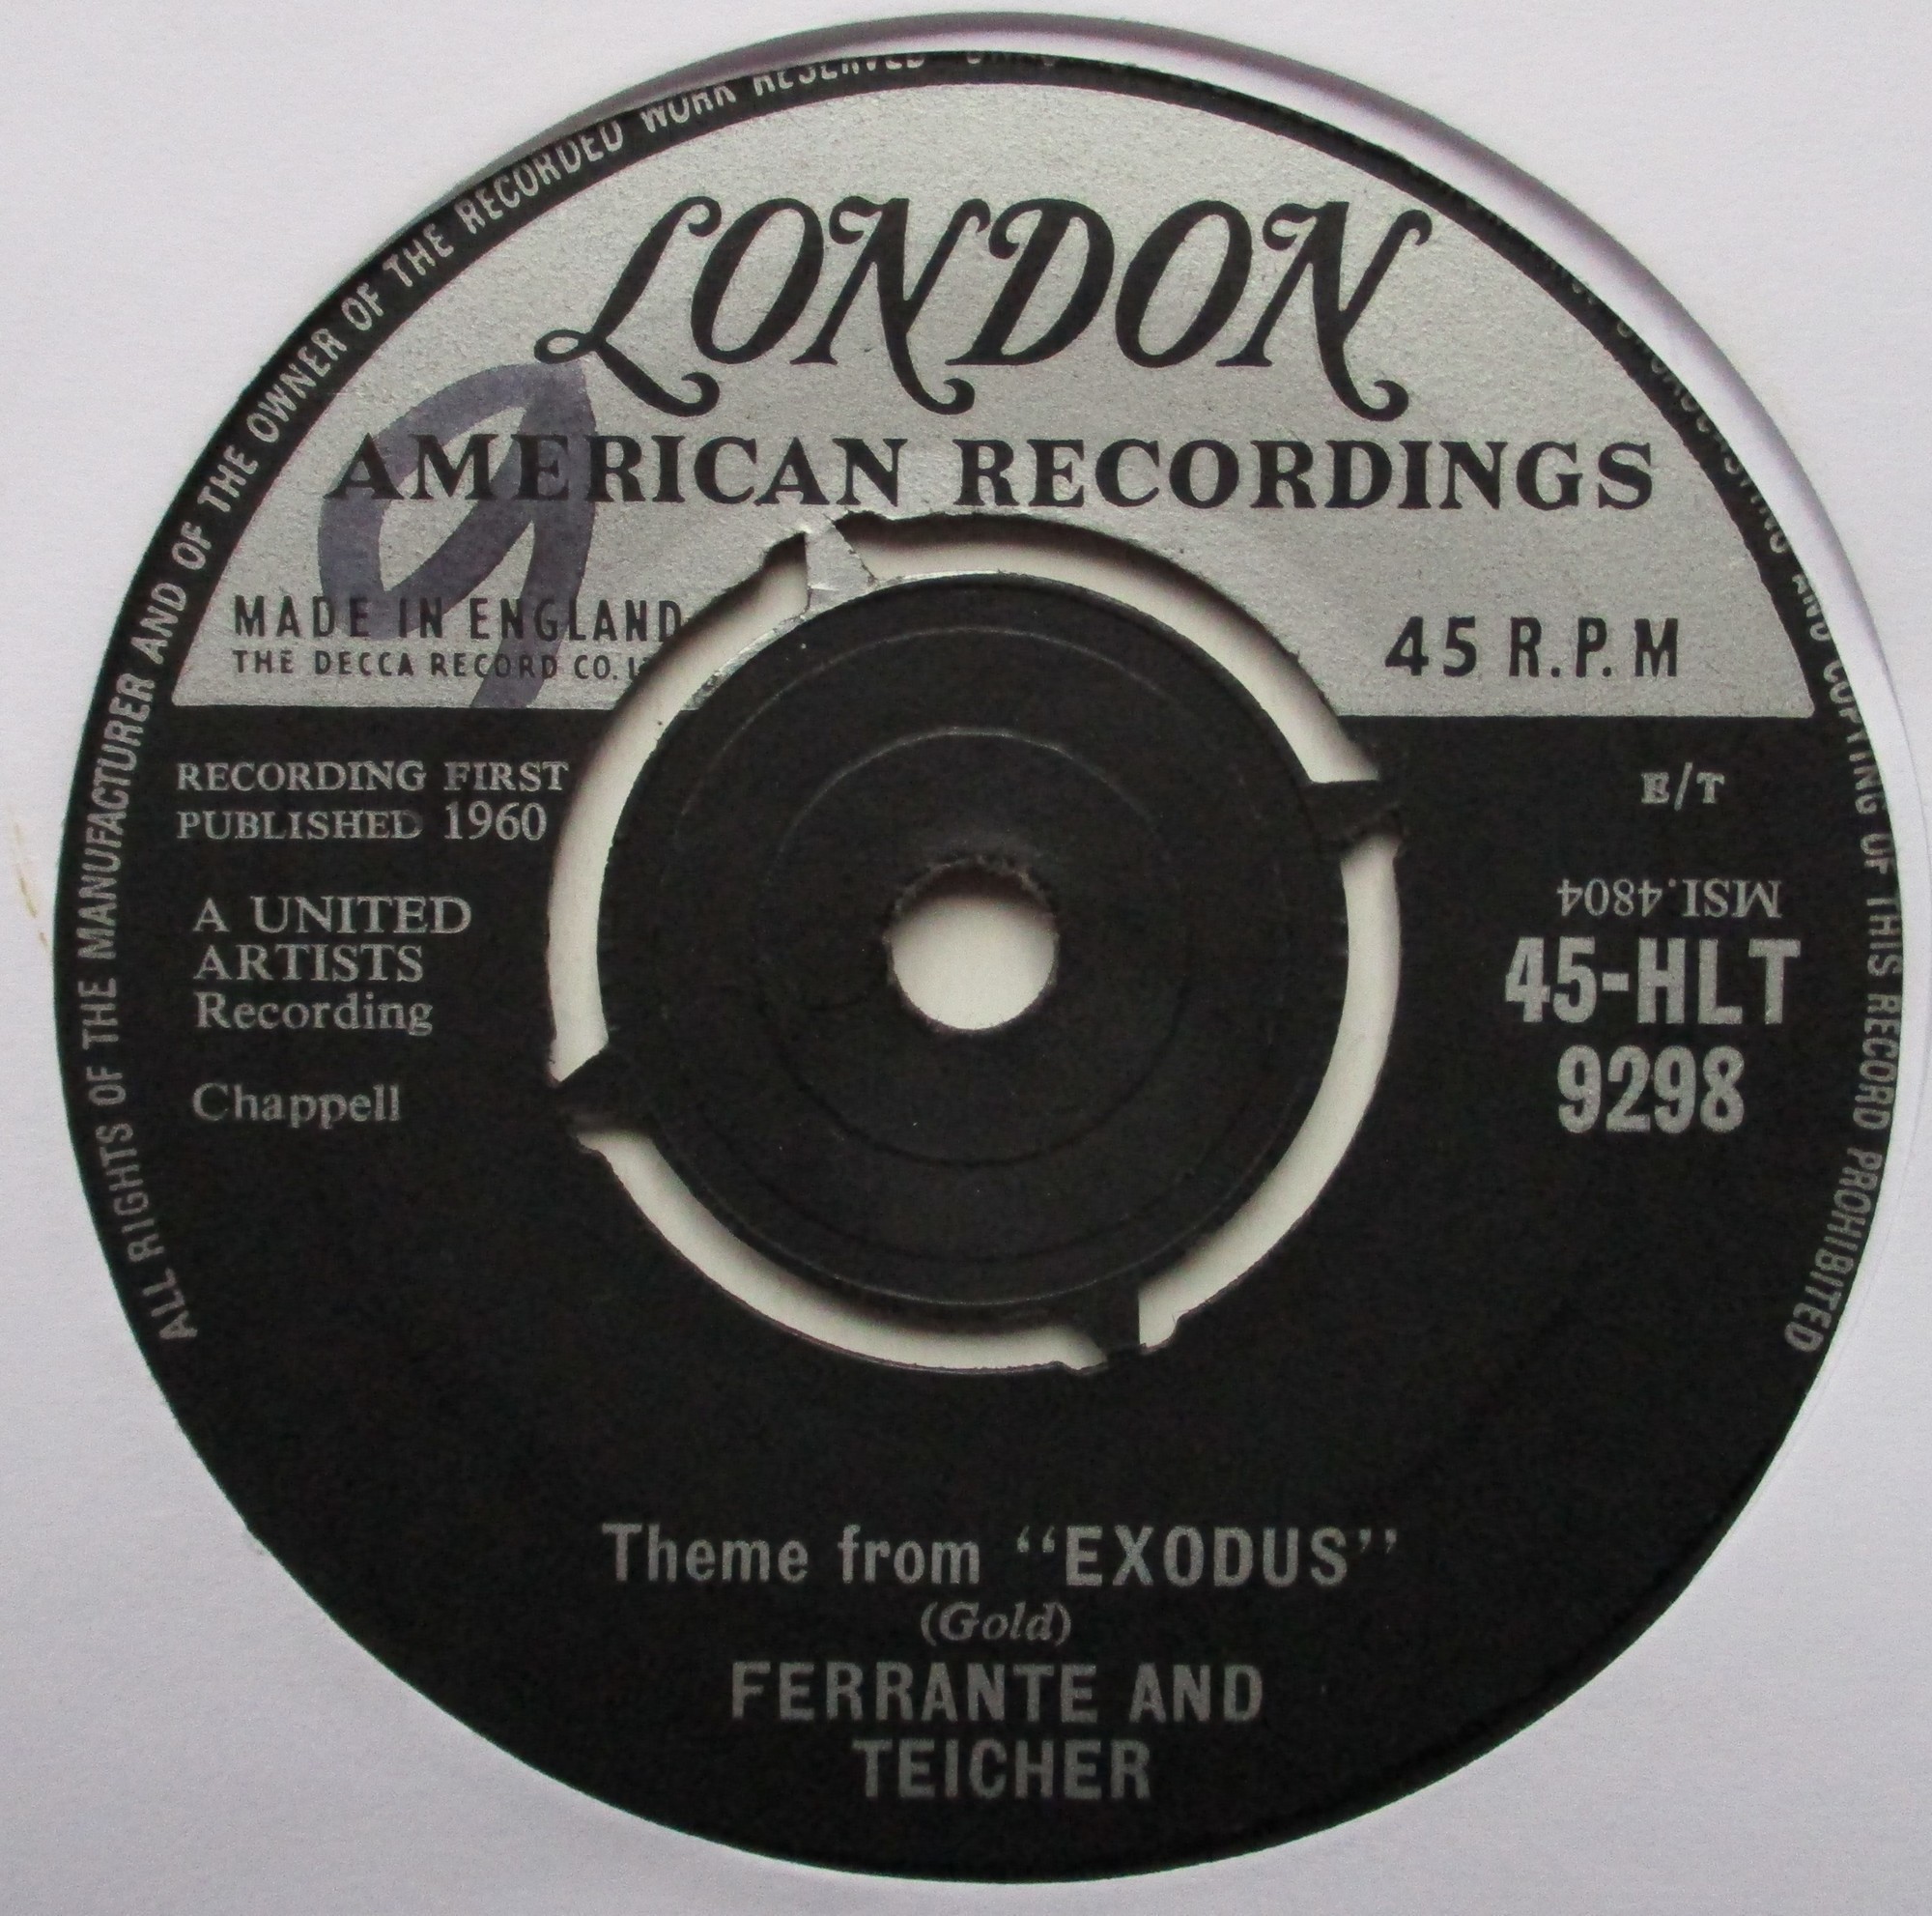 ALL RIGHTS OF THE MANUFACTURER AND OF THE OWNER OF THE RECORDED WORK RESERVED
AND COPYING OF THIS RECORD PROHIBITED
LONDON
AMERICAN RECORDINGS
9
MADE IN ENGLAND
THE DECCA RECORD CO.
45 R.P.M
RECORDING FIRST
PUBLISHED 1960
A UNITED
ARTISTS
Recording
Chappell
E/T
MSI.4804
45-HLT
9298
Theme from “EXODUS”
(Gold)
FERRANTE AND
TEICHER